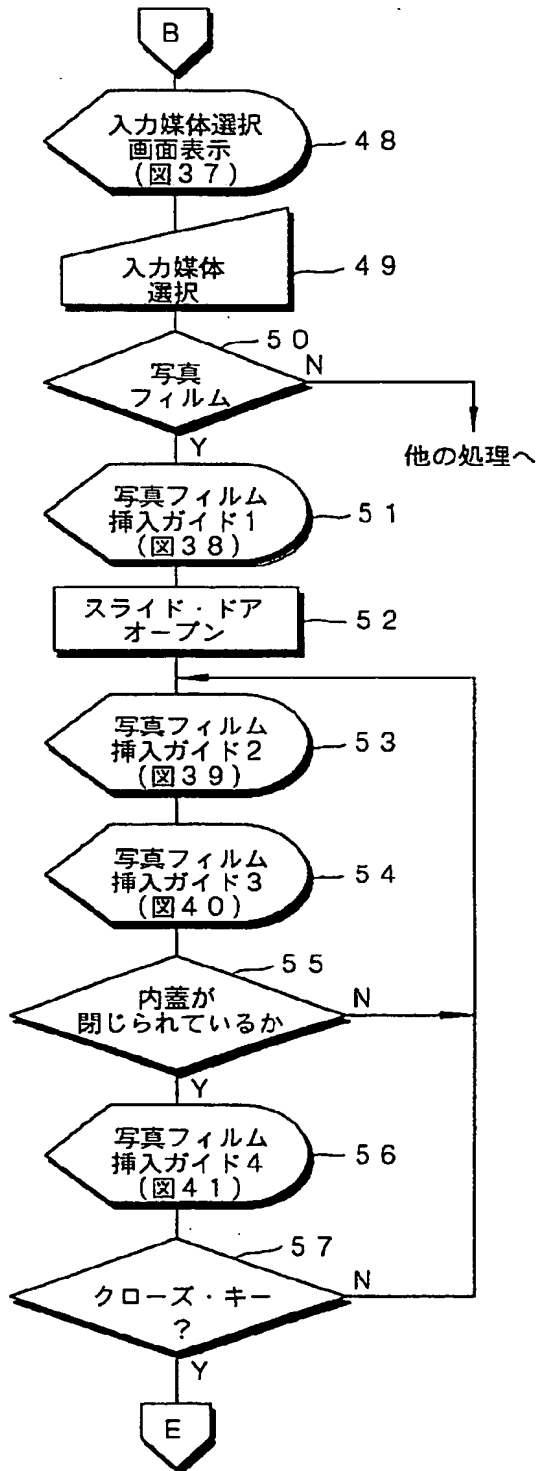 B
入力媒体選択
画面表示
(図37)
48
入力媒体
選択
49
50
写真
フィルム
N
他の処理へ
Y
写真フィルム
挿入ガイド1
(図38)
51
スライド・ドア
オープン
52
写真フィルム
挿入ガイド2
(図39)
53
写真フィルム
挿入ガイド3
(図40)
54
55
内蓋が
閉じられているか
N
Y
写真フィルム
挿入ガイド4
(図41)
56
57
クローズ・キー
?
N
Y
E